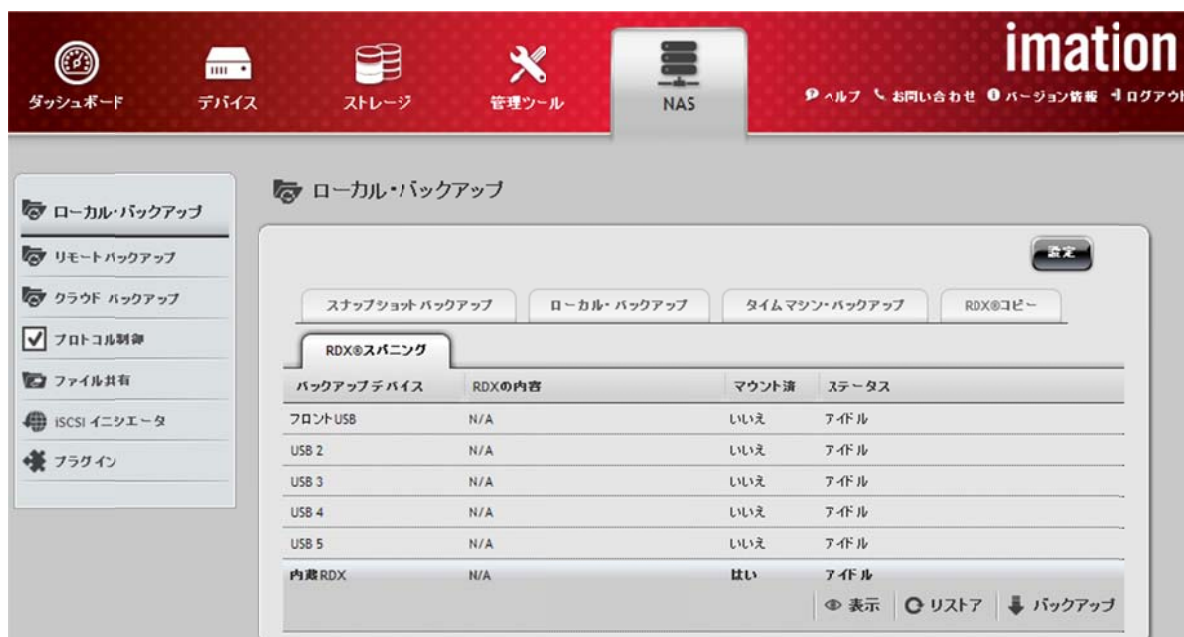 imation
ダッシュボード
デバイス
ストレージ
管理ツール
NAS
ヘルプ お問い合わせ バージョン情報 ログアウト
ローカル・バックアップ
リモートバックアップ
クラウド バックアップ
プロトコル制御
ファイル共有
iSCSI イニシエータ
プラグイン
ローカル・バックアップ
設定
スナップショットバックアップ ローカル・バックアップ タイムマシン・バックアップ RDX®コピー
RDX®スパニング
バックアップデバイス RDXの内容 マウント済 ステータス
フロントUSB N/A いいえ アイドル
USB 2 N/A いいえ アイドル
USB 3 N/A いいえ アイドル
USB 4 N/A いいえ アイドル
USB 5 N/A いいえ アイドル
内蔵RDX N/A はい アイドル
表示 リストア バックアップ